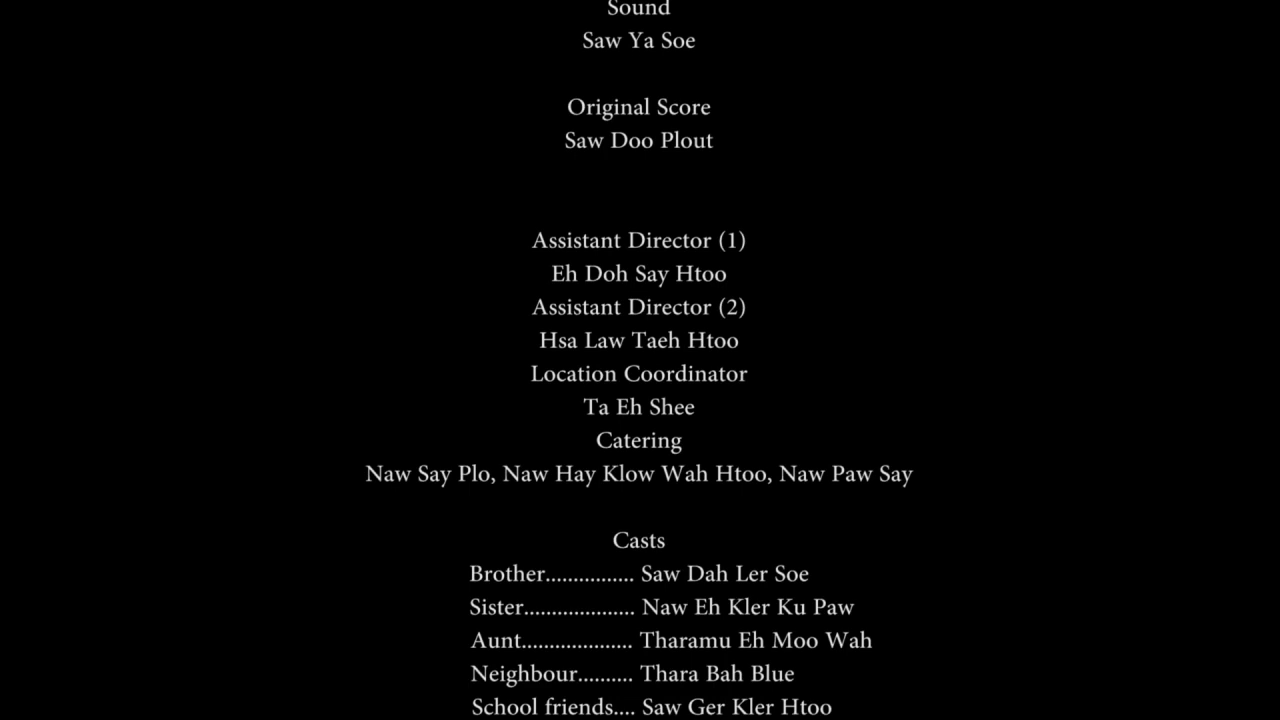 Sound
Saw Ya Soe
Original Score
Saw Doo Plout
Assistant Director (1)
Eh Doh Say Htoo
Assistant Director (2)
Hsa Law Taeh Htoo
Location Coordinator
Ta Eh Shee
Catering
Naw Say Plo, Naw Hay Klow Wah Htoo, Naw Paw Say
Casts
Brother................ Saw Dah Ler Soe
Sister.................... Naw Eh Kler Ku Paw
Aunt.................... Tharamu Eh Moo Wah
Neighbour.......... Thara Bah Blue
School friends.... Saw Ger Kler Htoo